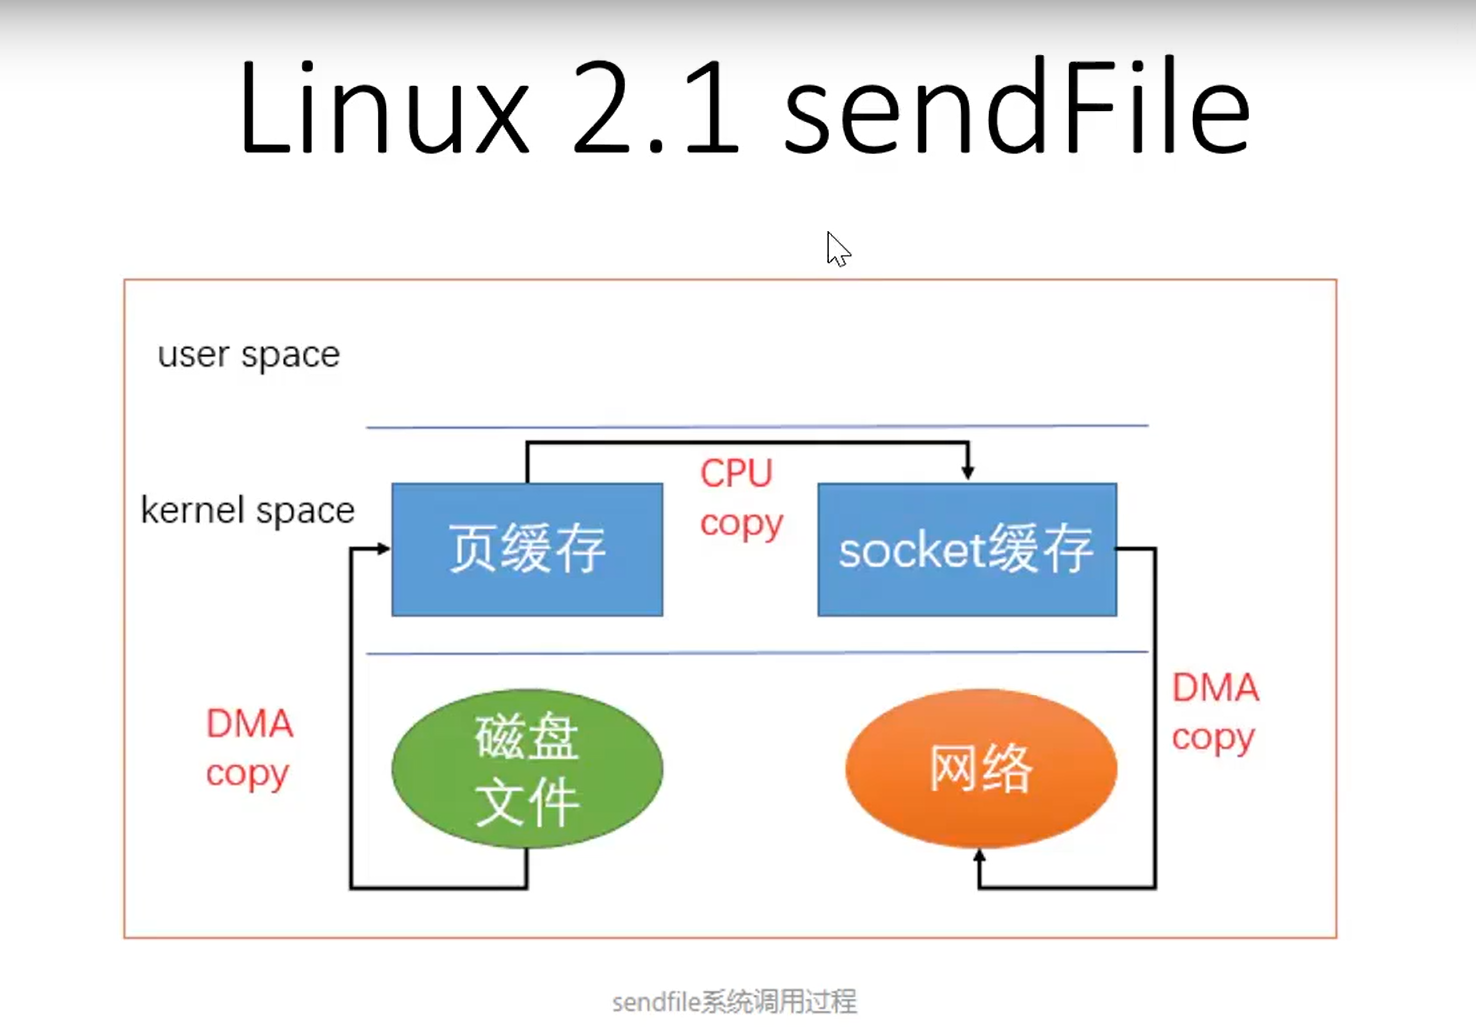 Linux 2.1 sendFile
user space
CPU
copy
kernel space
页缓存
socket缓存
DMA
copy
磁盘
文件
网络
DMA
copy
sendfile系统调用过程